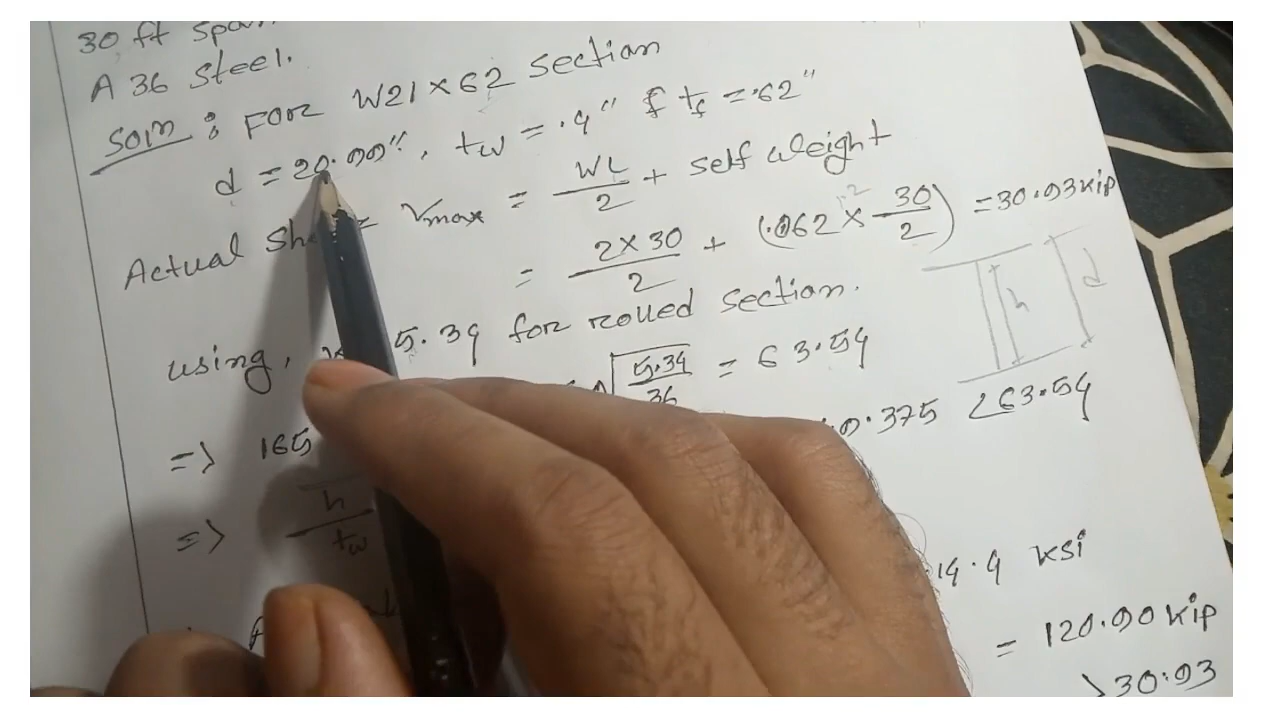 30 ft span
A 36 steel.
Soln : For W21×62 section
d = 20.99", tw = .4" & tf = .62"
Actual Sh = Vmax = WL/2 + self weight
= 2×30/2 + (.062 × 30/2) = 30.93 kip
using, 5.34 for rolled section.
√5.34/36 = 63.54
h d
=> 165 .375 <63.54
=> h/tw
14.4 ksi
= 120.90 kip
>30.93